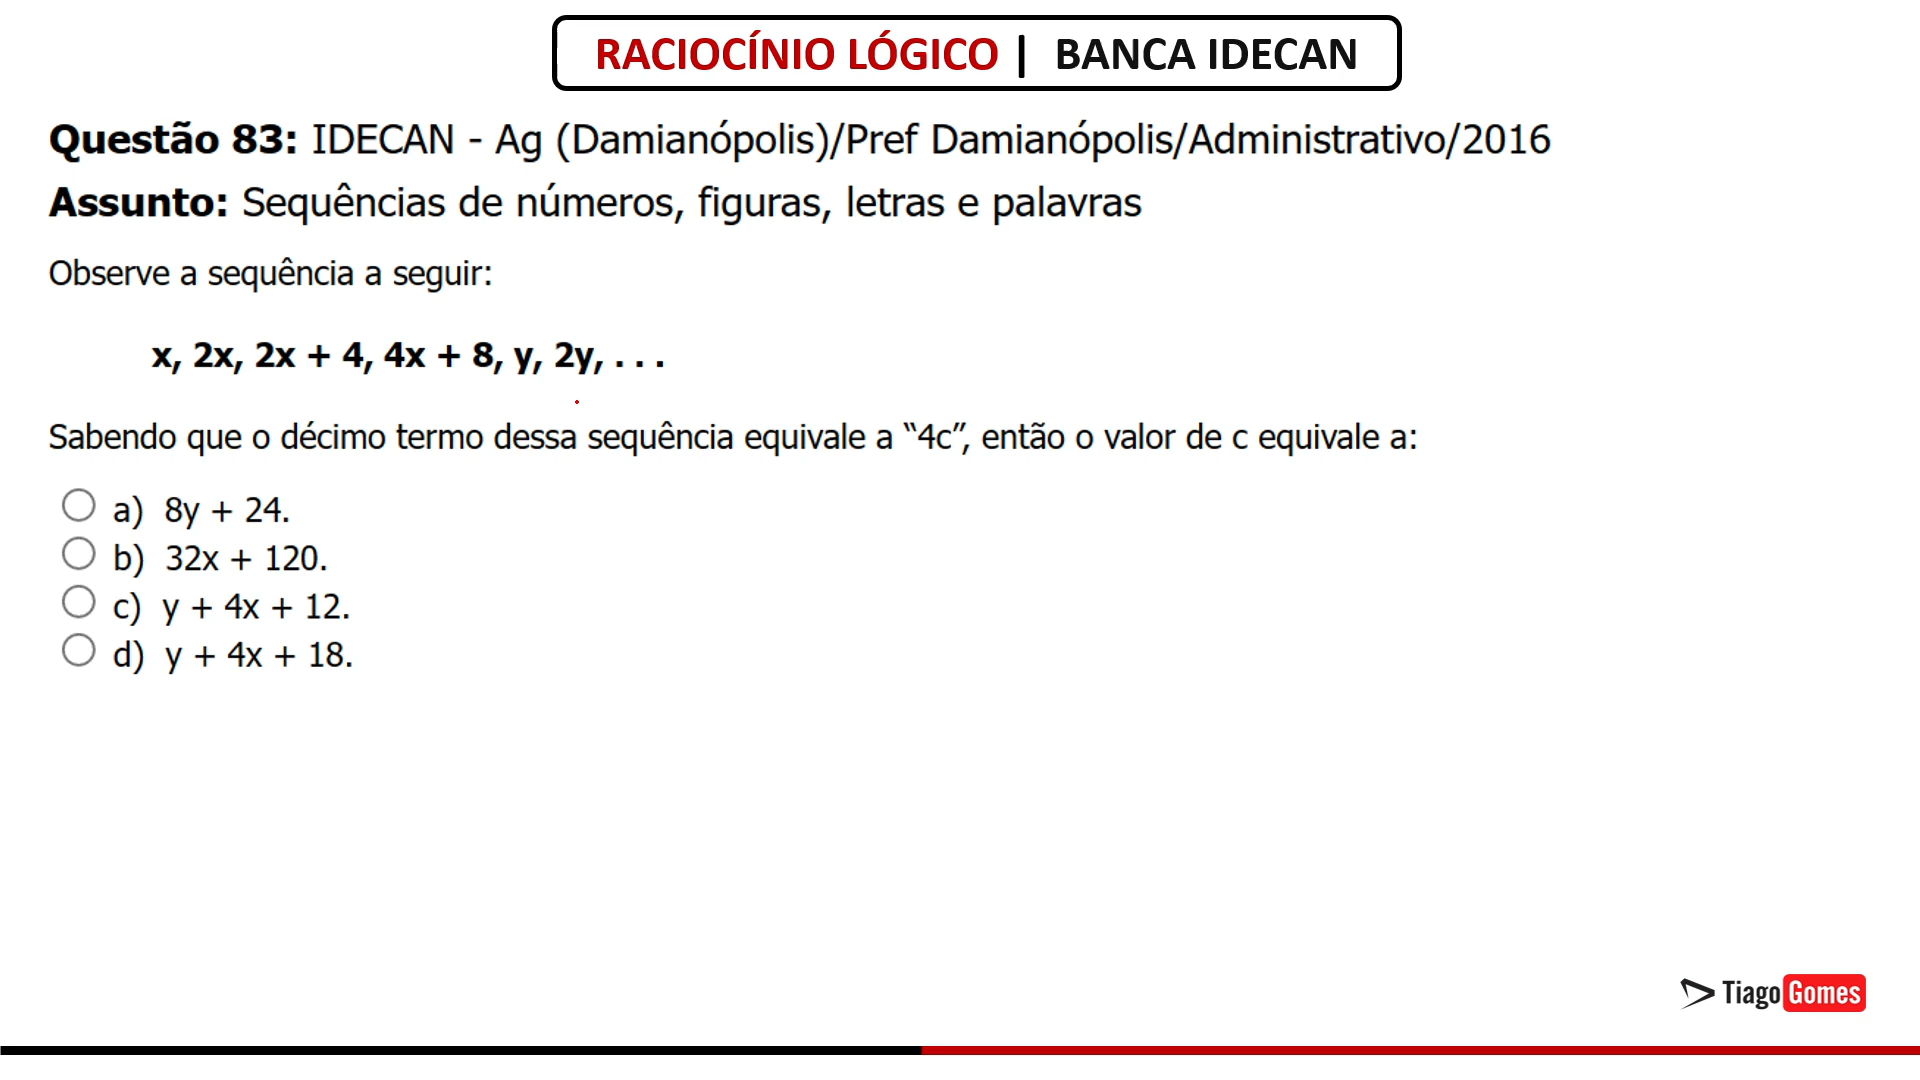 RACIOCÍNIO LÓGICO | BANCA IDECAN
Questão 83: IDECAN - Ag (Damianópolis)/Pref Damianópolis/Administrativo/2016
Assunto: Sequências de números, figuras, letras e palavras
Observe a sequência a seguir:
x, 2x, 2x + 4, 4x + 8, y, 2y, . . .
Sabendo que o décimo termo dessa sequência equivale a “4c”, então o valor de c equivale a:
a) 8y + 24.
b) 32x + 120.
c) y + 4x + 12.
d) y + 4x + 18.
Tiago Gomes